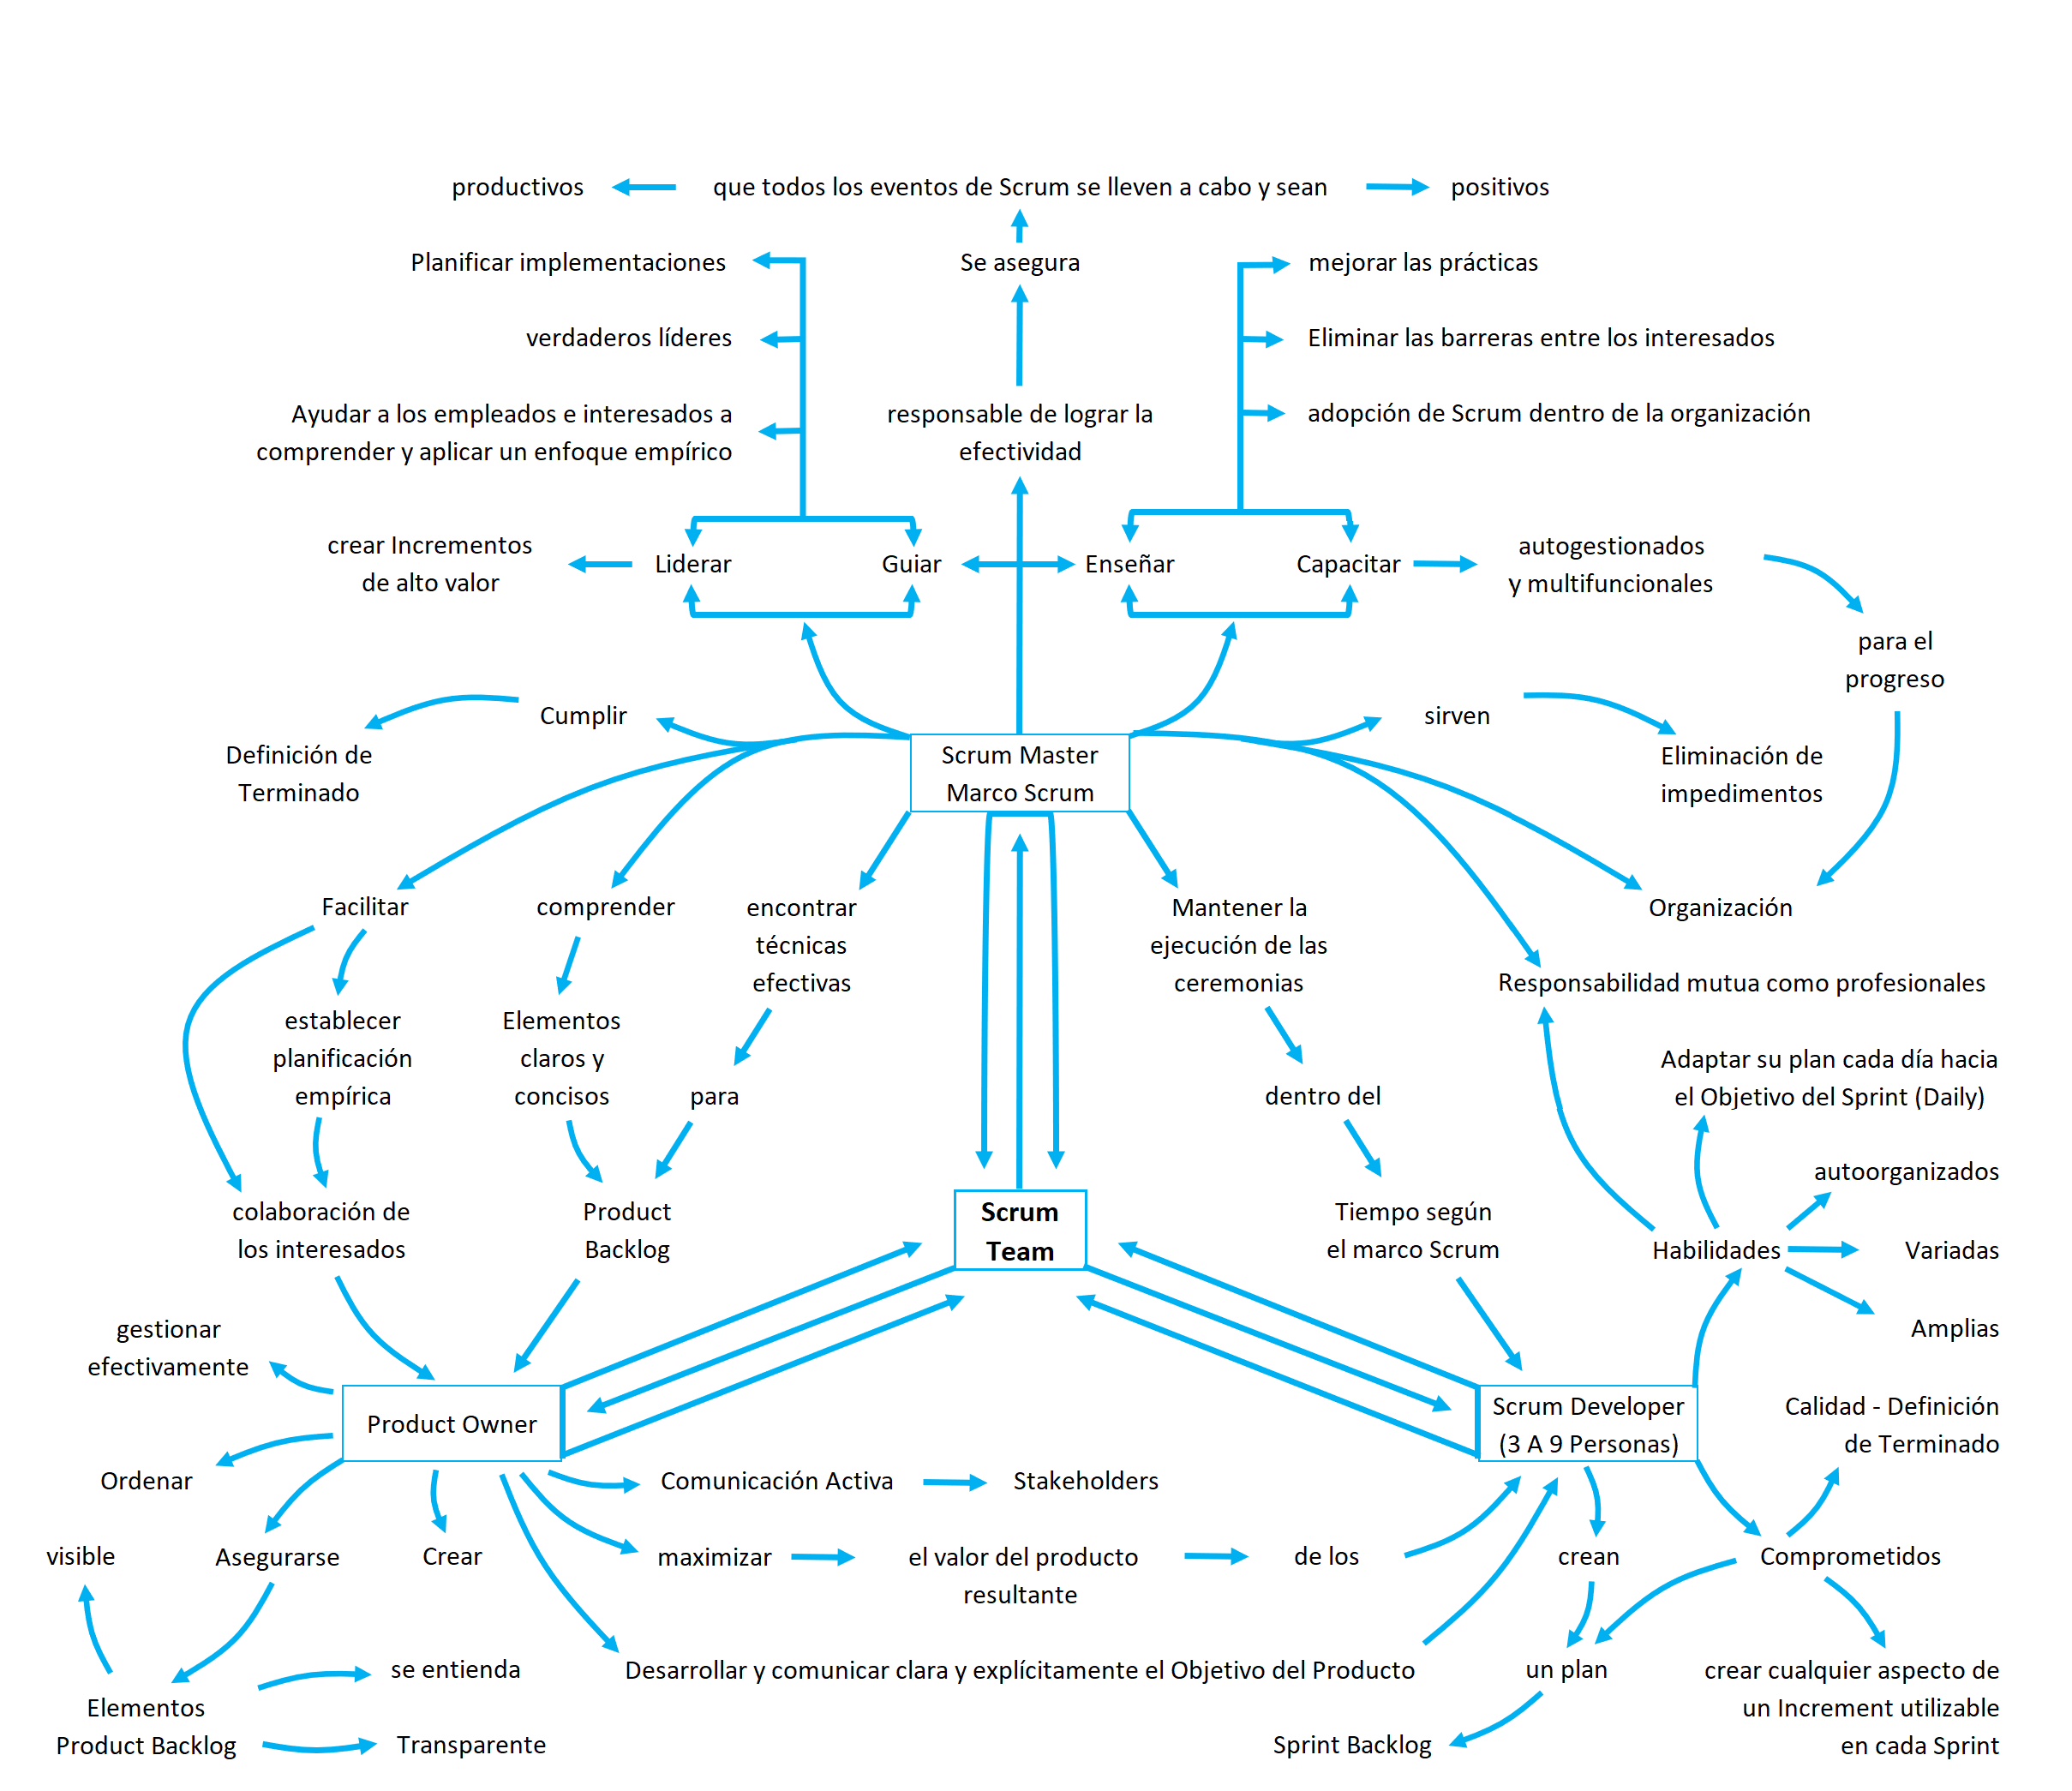 productivos
que todos los eventos de Scrum se lleven a cabo y sean
positivos
Planificar implementaciones
Se asegura
mejorar las prácticas
verdaderos líderes
Eliminar las barreras entre los interesados
Ayudar a los empleados e interesados a
comprender y aplicar un enfoque empírico
responsable de lograr la
efectividad
adopción de Scrum dentro de la organización
crear Incrementos
de alto valor
Liderar
Guiar
Enseñar
Capacitar
autogestionados
y multifuncionales
para el
progreso
Cumplir
sirven
Definición de
Terminado
Scrum Master
Marco Scrum
Eliminación de
impedimentos
Facilitar
comprender
encontrar
técnicas
efectivas
Mantener la
ejecución de las
ceremonias
Organización
Responsabilidad mutua como profesionales
establecer
planificación
empírica
Elementos
claros y
concisos
para
dentro del
Adaptar su plan cada día hacia
el Objetivo del Sprint (Daily)
autoorganizados
colaboración de
los interesados
Product
Backlog
Scrum
Team
Tiempo según
el marco Scrum
Habilidades
Variadas
Amplias
gestionar
efectivamente
Product Owner
Scrum Developer
(3 A 9 Personas)
Calidad - Definición
de Terminado
Ordenar
Comunicación Activa
Stakeholders
visible
Asegurarse
Crear
maximizar
el valor del producto
resultante
de los
crean
Comprometidos
Elementos
Product Backlog
se entienda
Transparente
Desarrollar y comunicar clara y explícitamente el Objetivo del Producto
un plan
Sprint Backlog
crear cualquier aspecto de
un Increment utilizable
en cada Sprint